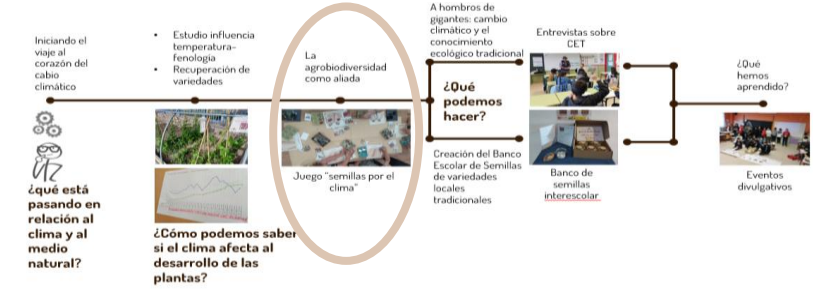 Iniciando el
viaje al
corazón del
cabio
climático
¿qué está
pasando en
relación al
clima y al
medio
natural?
• Estudio influencia
temperatura-
fenologia
• Recuperación de
variedades
¿Cómo podemos saber
si el clima afecta al
desarrollo de las
plantas?
La
agrobiodiversidad
como aliada
Juego "semillas por el
clima"
A hombros de
gigantes: cambio
climático y el
conocimiento
ecológico tradicional
¿Qué
podemos
hacer?
Creación del Banco
Escolar de Semillas
de variedades
locales
tradicionales
Entrevistas sobre
CET
Banco de
semillas
interescolar
¿Qué
hemos
aprendido?
Eventos
divulgativos